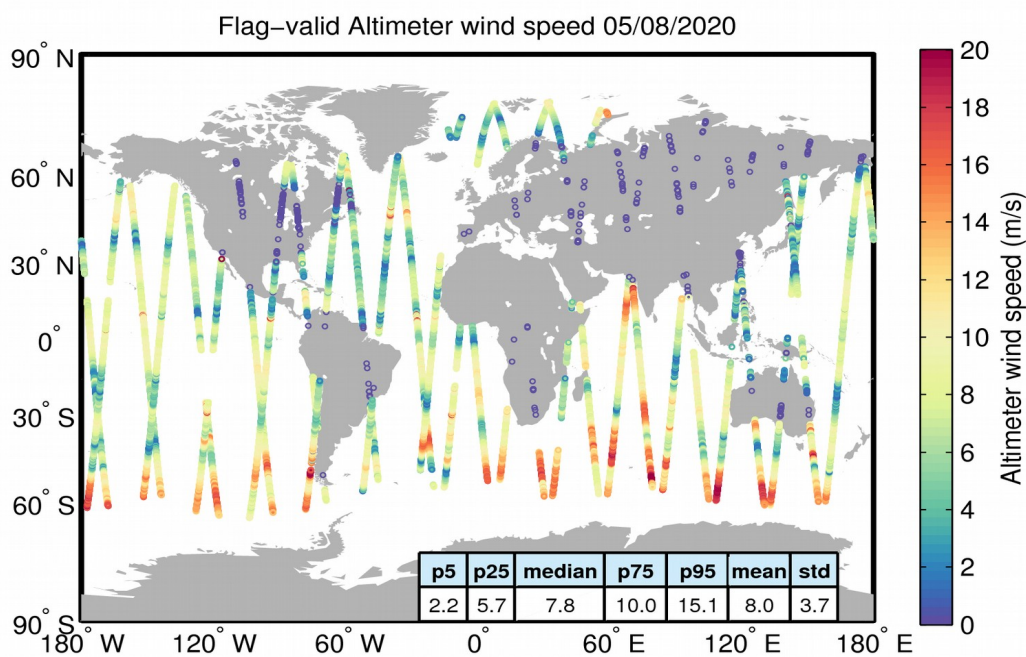 Flag−valid Altimeter wind speed 05/08/2020
90° N
60° N
30° N
0°
30° S
60° S
90° S
180° W
120° W
60° W
0°
60° E
120° E
180° E
p5 p25 median p75 p95 mean std
2.2 5.7 7.8 10.0 15.1 8.0 3.7
20
18
16
14
12
10
8
6
4
2
0
Altimeter wind speed (m/s)